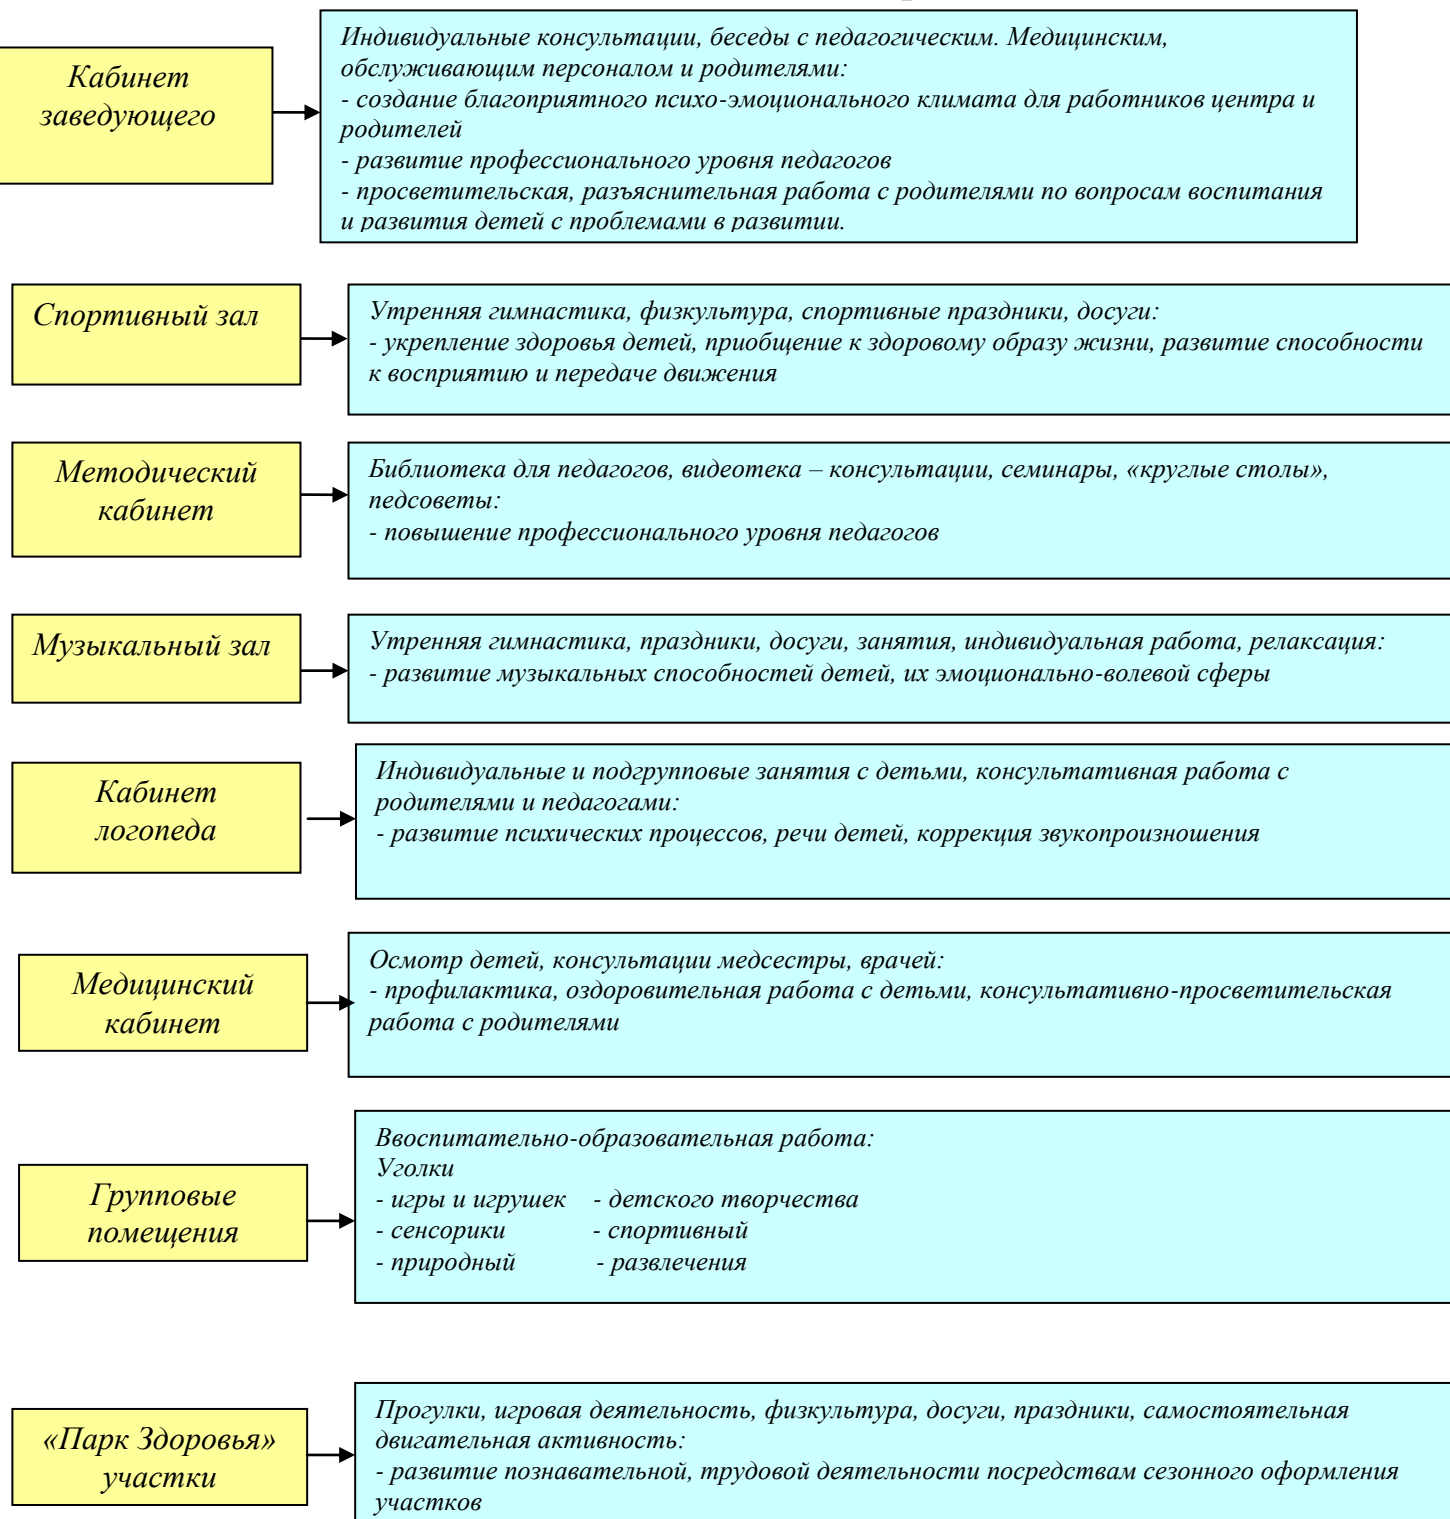 Кабинет
заведующего
Индивидуальные консультации, беседы с педагогическим. Медицинским,
обслуживающим персоналом и родителями:
- создание благоприятного психо-эмоционального климата для работников центра и
родителей
- развитие профессионального уровня педагогов
- просветительская, разъяснительная работа с родителями по вопросам воспитания
и развития детей с проблемами в развитии.
Спортивный зал
Утренняя гимнастика, физкультура, спортивные праздники, досуги:
- укрепление здоровья детей, приобщение к здоровому образу жизни, развитие способности
к восприятию и передаче движения
Методический
кабинет
Библиотека для педагогов, видеотека – консультации, семинары, «круглые столы»,
педсоветы:
- повышение профессионального уровня педагогов
Музыкальный зал
Утренняя гимнастика, праздники, досуги, занятия, индивидуальная работа, релаксация:
- развитие музыкальных способностей детей, их эмоционально-волевой сферы
Кабинет
логопеда
Индивидуальные и подгрупповые занятия с детьми, консультативная работа с
родителями и педагогами:
- развитие психических процессов, речи детей, коррекция звукопроизношения
Медицинский
кабинет
Осмотр детей, консультации медсестры, врачей:
- профилактика, оздоровительная работа с детьми, консультативно-просветительская
работа с родителями
Групповые
помещения
Ввоспитательно-образовательная работа:
Уголки
- игры и игрушек - детского творчества
- сенсорики - спортивный
- природный - развлечения
«Парк Здоровья»
участки
Прогулки, игровая деятельность, физкультура, досуги, праздники, самостоятельная
двигательная активность:
- развитие познавательной, трудовой деятельности посредствам сезонного оформления
участков